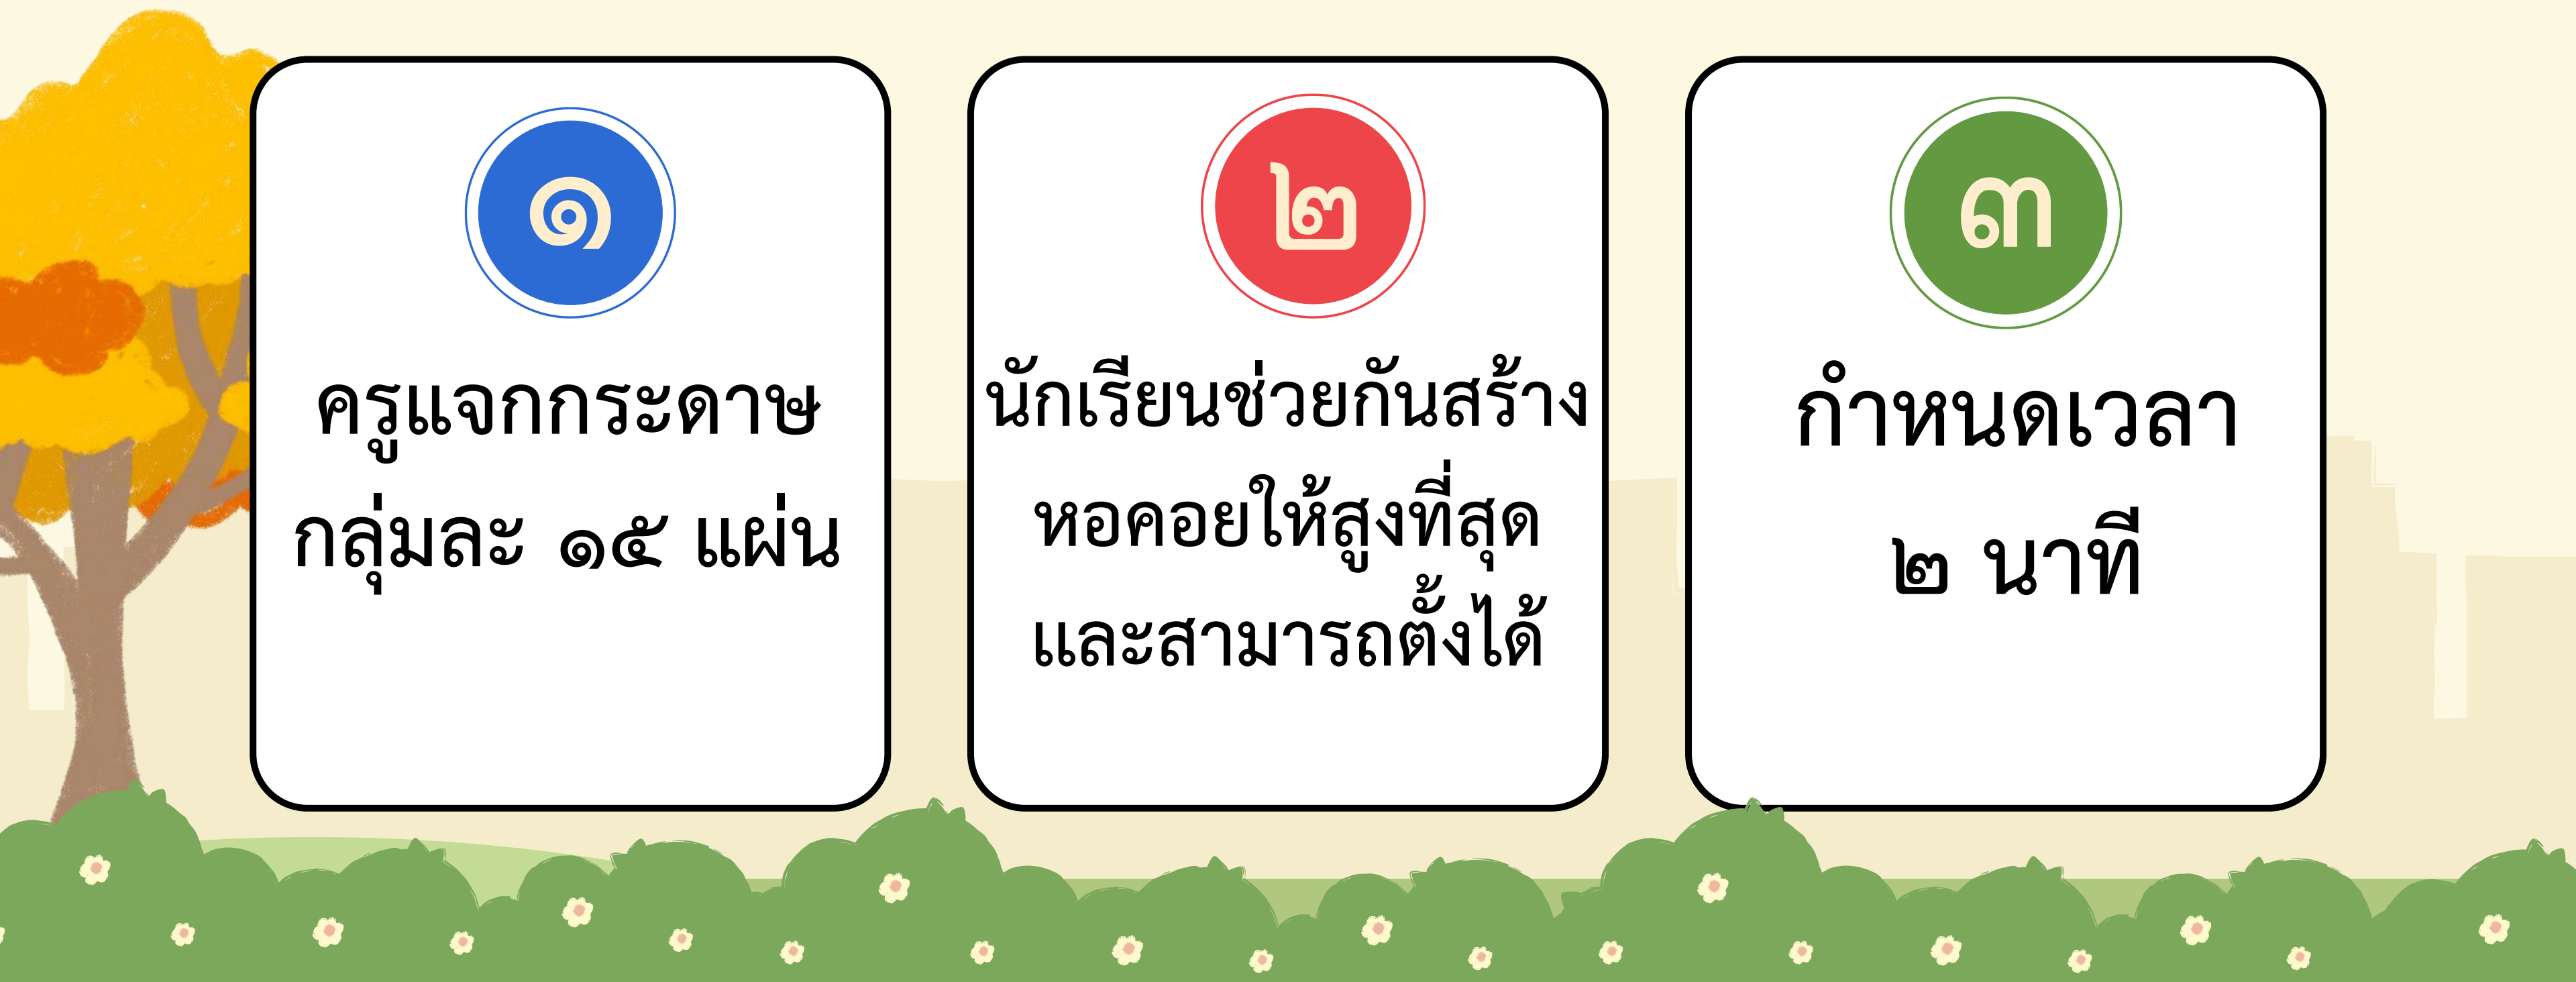 ๑
ครูแจกกระดาษ
กลุ่มละ ๑๕ แผ่น
๒
นักเรียนช่วยกันสร้าง
หอคอยให้สูงที่สุด
และสามารถตั้งได้
๓
กำหนดเวลา
๒ นาที